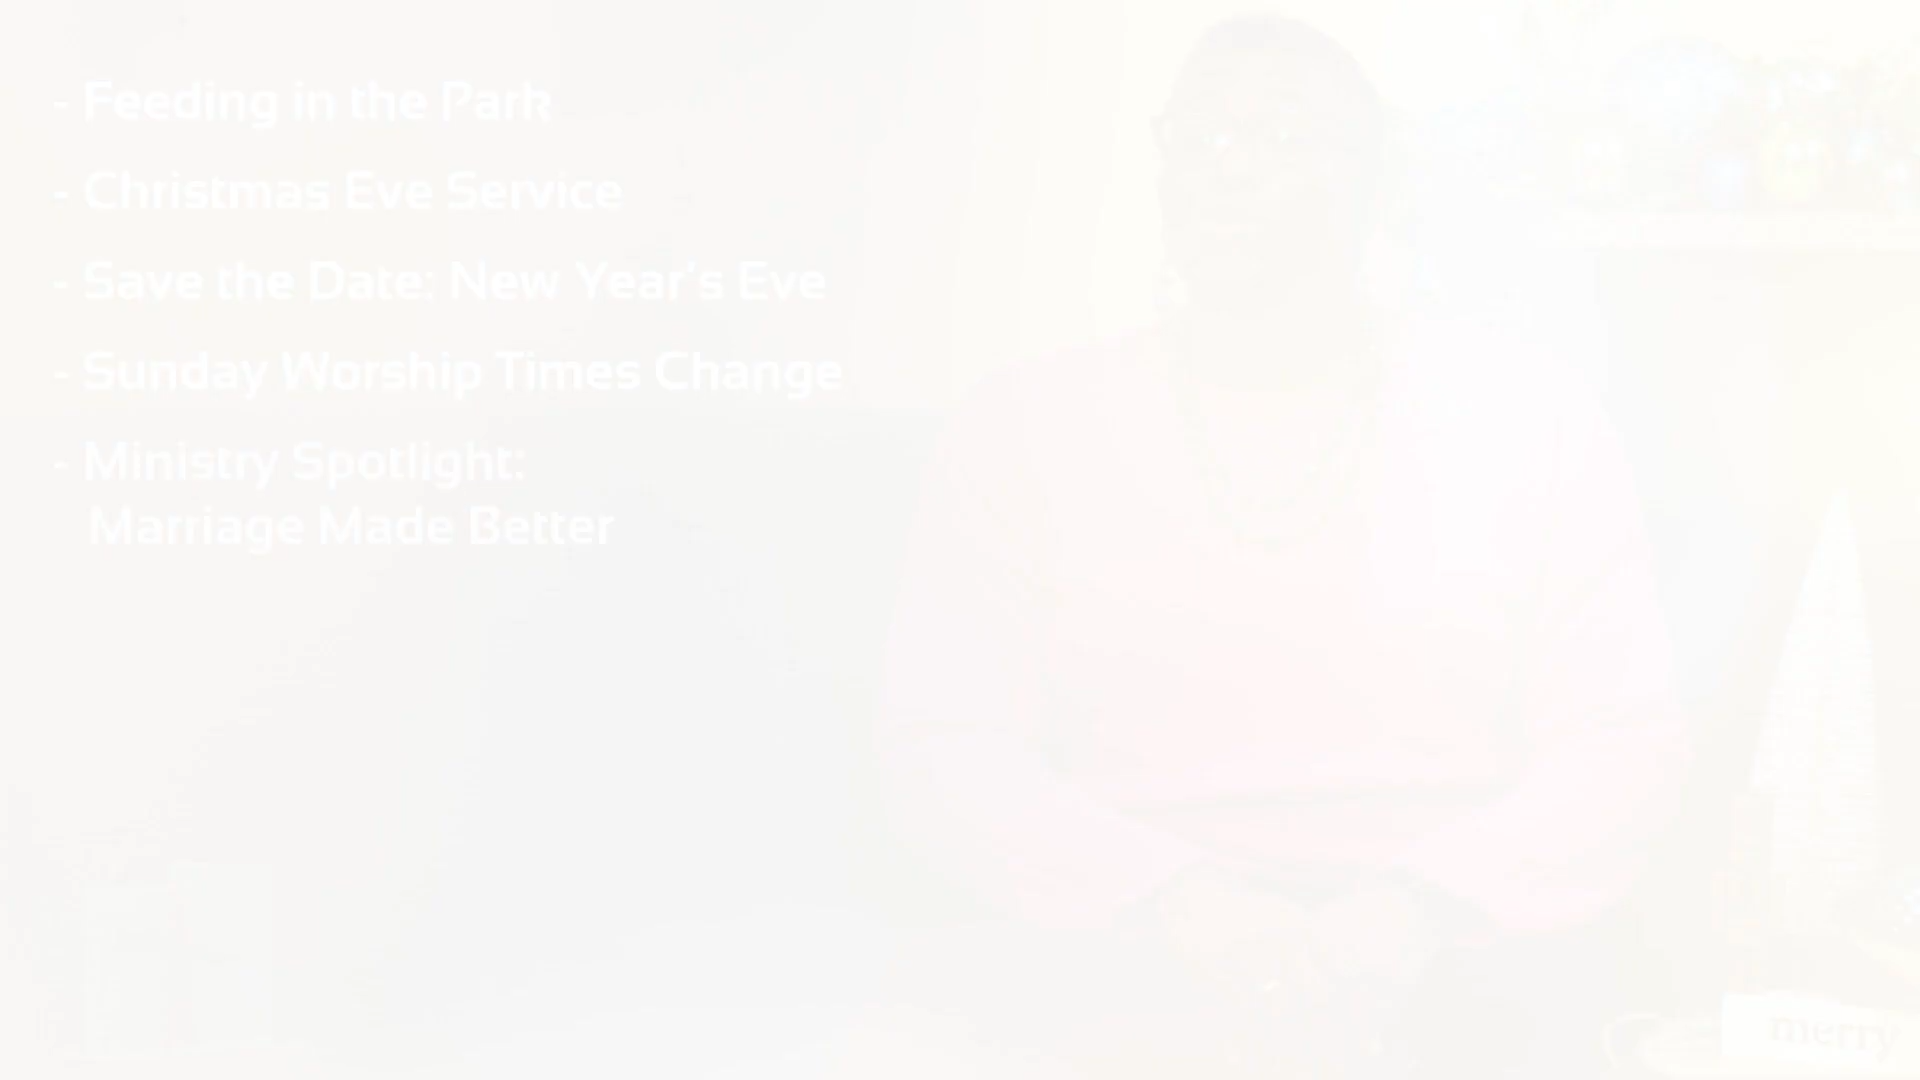 - Feeding in the Park
- Christmas Eve Service
- Save the Date: New Year's Eve
- Sunday Worship Times Change
- Ministry Spotlight:
Marriage Made Better
merry